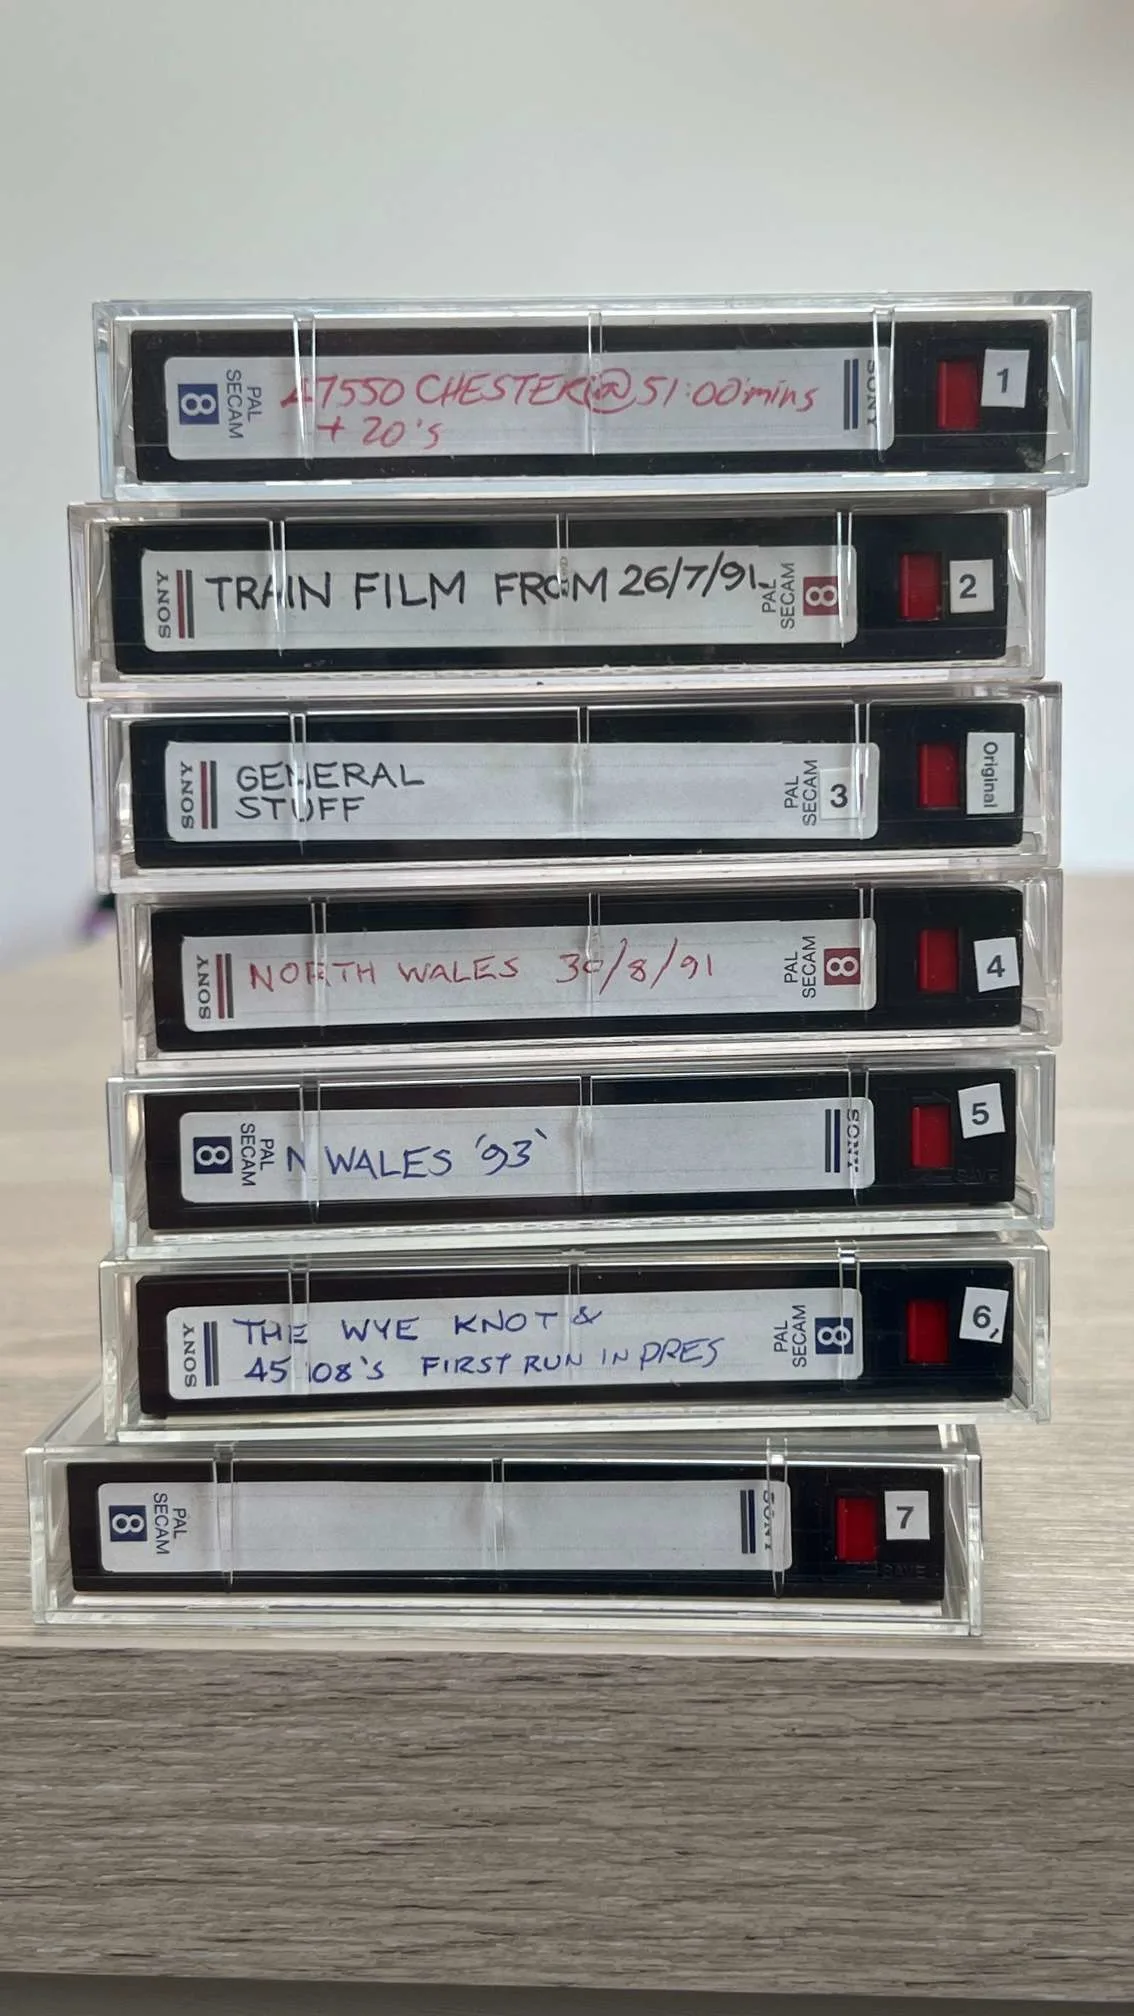 PAL
SECAM
8
47550 CHESTER @ 51:00 mins
+ 20's
SONY
1
SONY
TRAIN FILM FROM 26/7/91.
PAL
SECAM
8
2
SONY
GENERAL
STUFF
PAL
SECAM
3
Original
SONY
NORTH WALES 30/8/91
PAL
SECAM
8
4
8
PAL
SECAM
N WALES '93'
SONY
SAVE
5
SONY
THE WYE KNOT &
45108'S FIRST RUN IN PRES
PAL
SECAM
8
6,
8
PAL
SECAM
SONY
SAVE
7